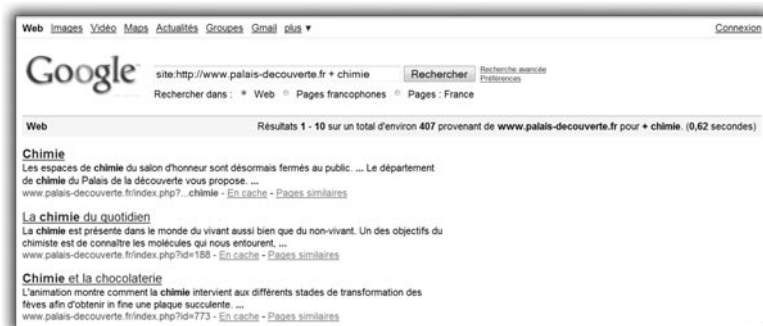 Web Images Vidéo Maps Actualités Groupes Gmail plus ▼ Connexion
Google site:http://www.palais-decouverte.fr + chimie Rechercher Recherche avancée
Préférences
Rechercher dans : Web Pages francophones Pages : France
Web Résultats 1 - 10 sur un total d'environ 407 provenant de www.palais-decouverte.fr pour + chimie. (0,62 secondes)
Chimie
Les espaces de chimie du salon d'honneur sont désormais fermés au public. ... Le département
de chimie du Palais de la découverte vous propose. ...
www.palais-decouverte.fr/index.php?...chimie - En cache - Pages similaires
La chimie du quotidien
La chimie est présente dans le monde du vivant aussi bien que du non-vivant. Un des objectifs du
chimiste est de connaître les molécules qui nous entourent, ...
www.palais-decouverte.fr/index.php?id=188 - En cache - Pages similaires
Chimie et la chocolaterie
L'animation montre comment la chimie intervient aux différents stades de transformation des
fèves afin d'obtenir in fine une plaque succulente. ...
www.palais-decouverte.fr/index.php?id=773 - En cache - Pages similaires